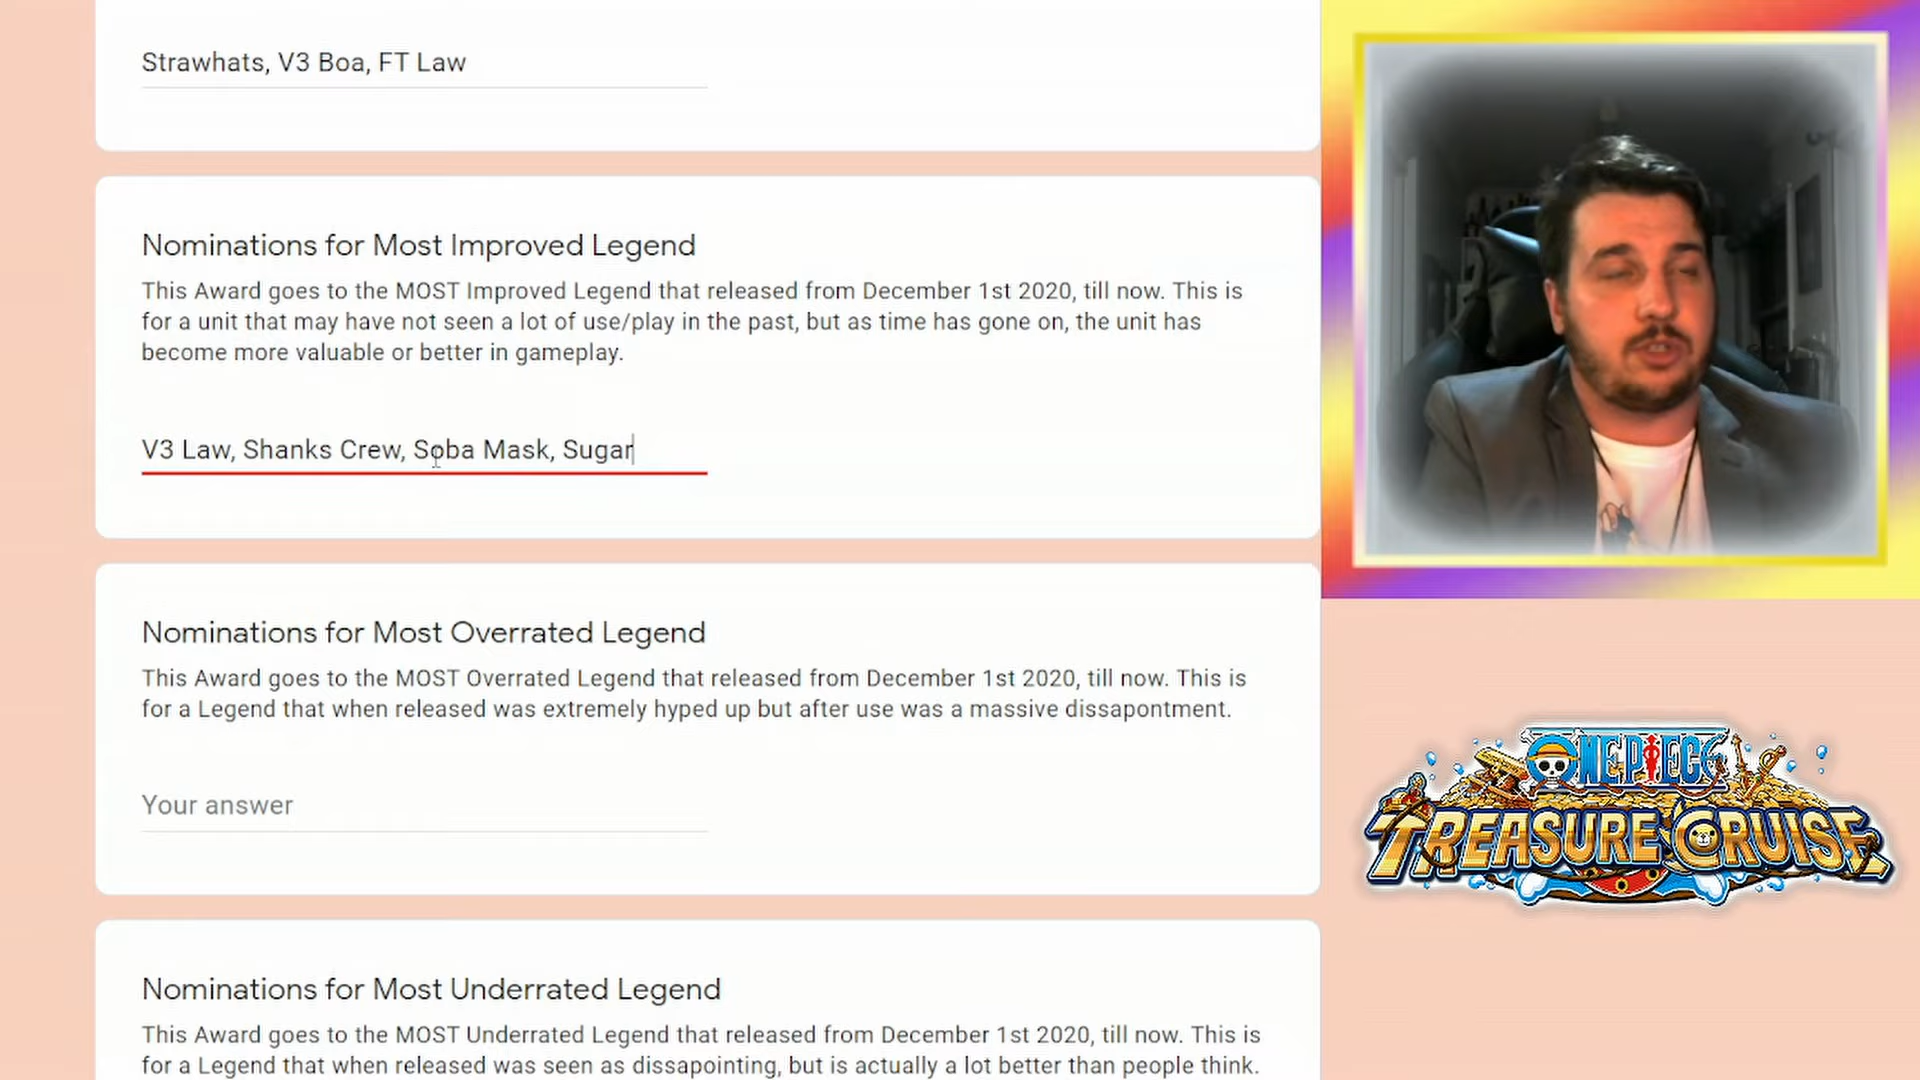 Strawhats, V3 Boa, FT Law
Nominations for Most Improved Legend
This Award goes to the MOST Improved Legend that released from December 1st 2020, till now. This is
for a unit that may have not seen a lot of use/play in the past, but as time has gone on, the unit has
become more valuable or better in gameplay.
V3 Law, Shanks Crew, Soba Mask, Sugar
Nominations for Most Overrated Legend
This Award goes to the MOST Overrated Legend that released from December 1st 2020, till now. This is
for a Legend that when released was extremely hyped up but after use was a massive dissapontment.
Your answer
Nominations for Most Underrated Legend
This Award goes to the MOST Underrated Legend that released from December 1st 2020, till now. This is
for a Legend that when released was seen as dissapointing, but is actually a lot better than people think.
ONE PIECE
TREASURE CRUISE